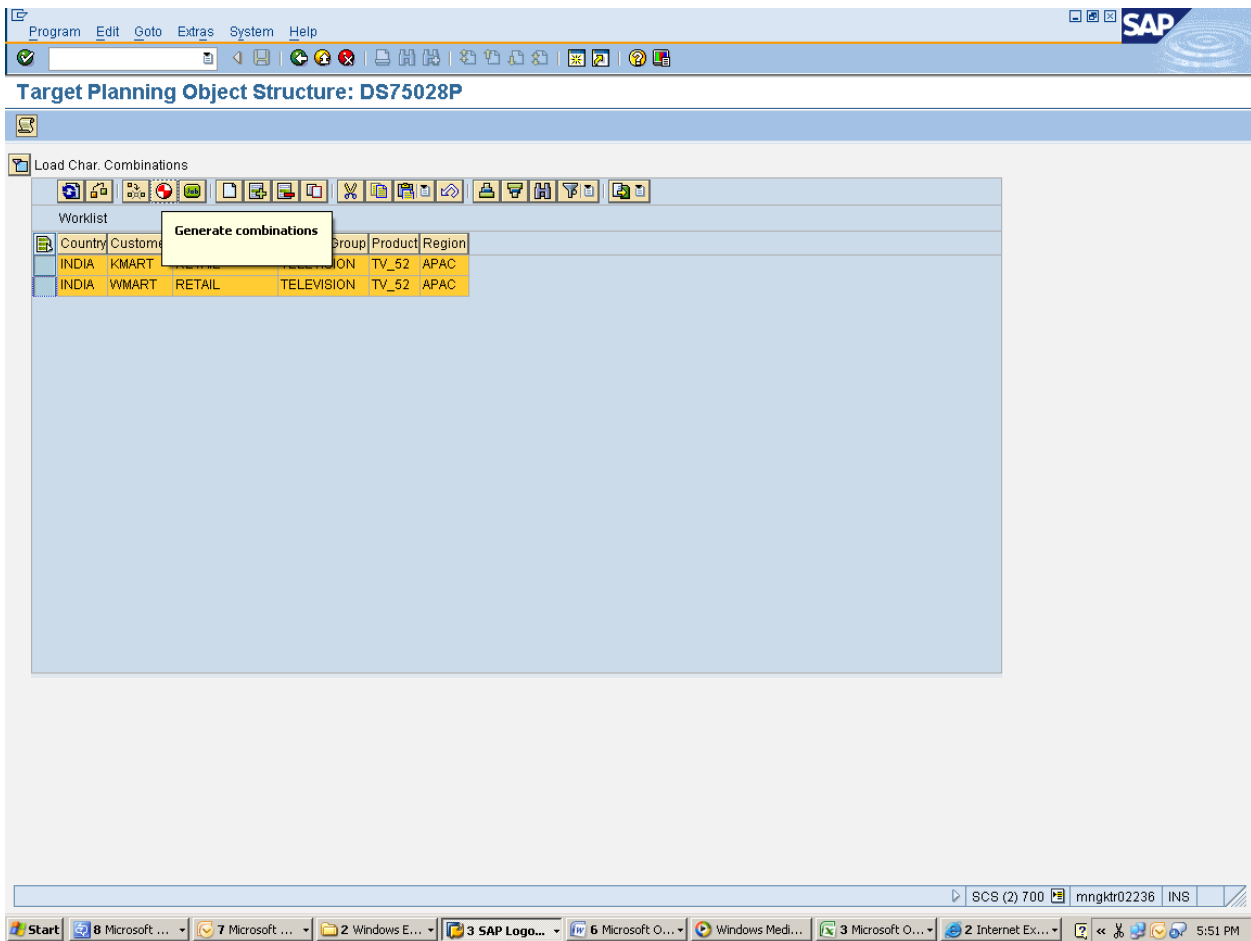 Program Edit Goto Extras System Help
SAP
Target Planning Object Structure: DS75028P
Load Char. Combinations
Job
Worklist
Generate combinations
Country Custome Group Product Region
INDIA KMART RETAIL TELEVISION TV_52 APAC
INDIA WMART RETAIL TELEVISION TV_52 APAC
SCS (2) 700 mngktr02236 INS
Start 8 Microsoft ... 7 Microsoft ... 2 Windows E... 3 SAP Logo... 6 Microsoft O... Windows Medi... 3 Microsoft O... 2 Internet Ex... « 5:51 PM